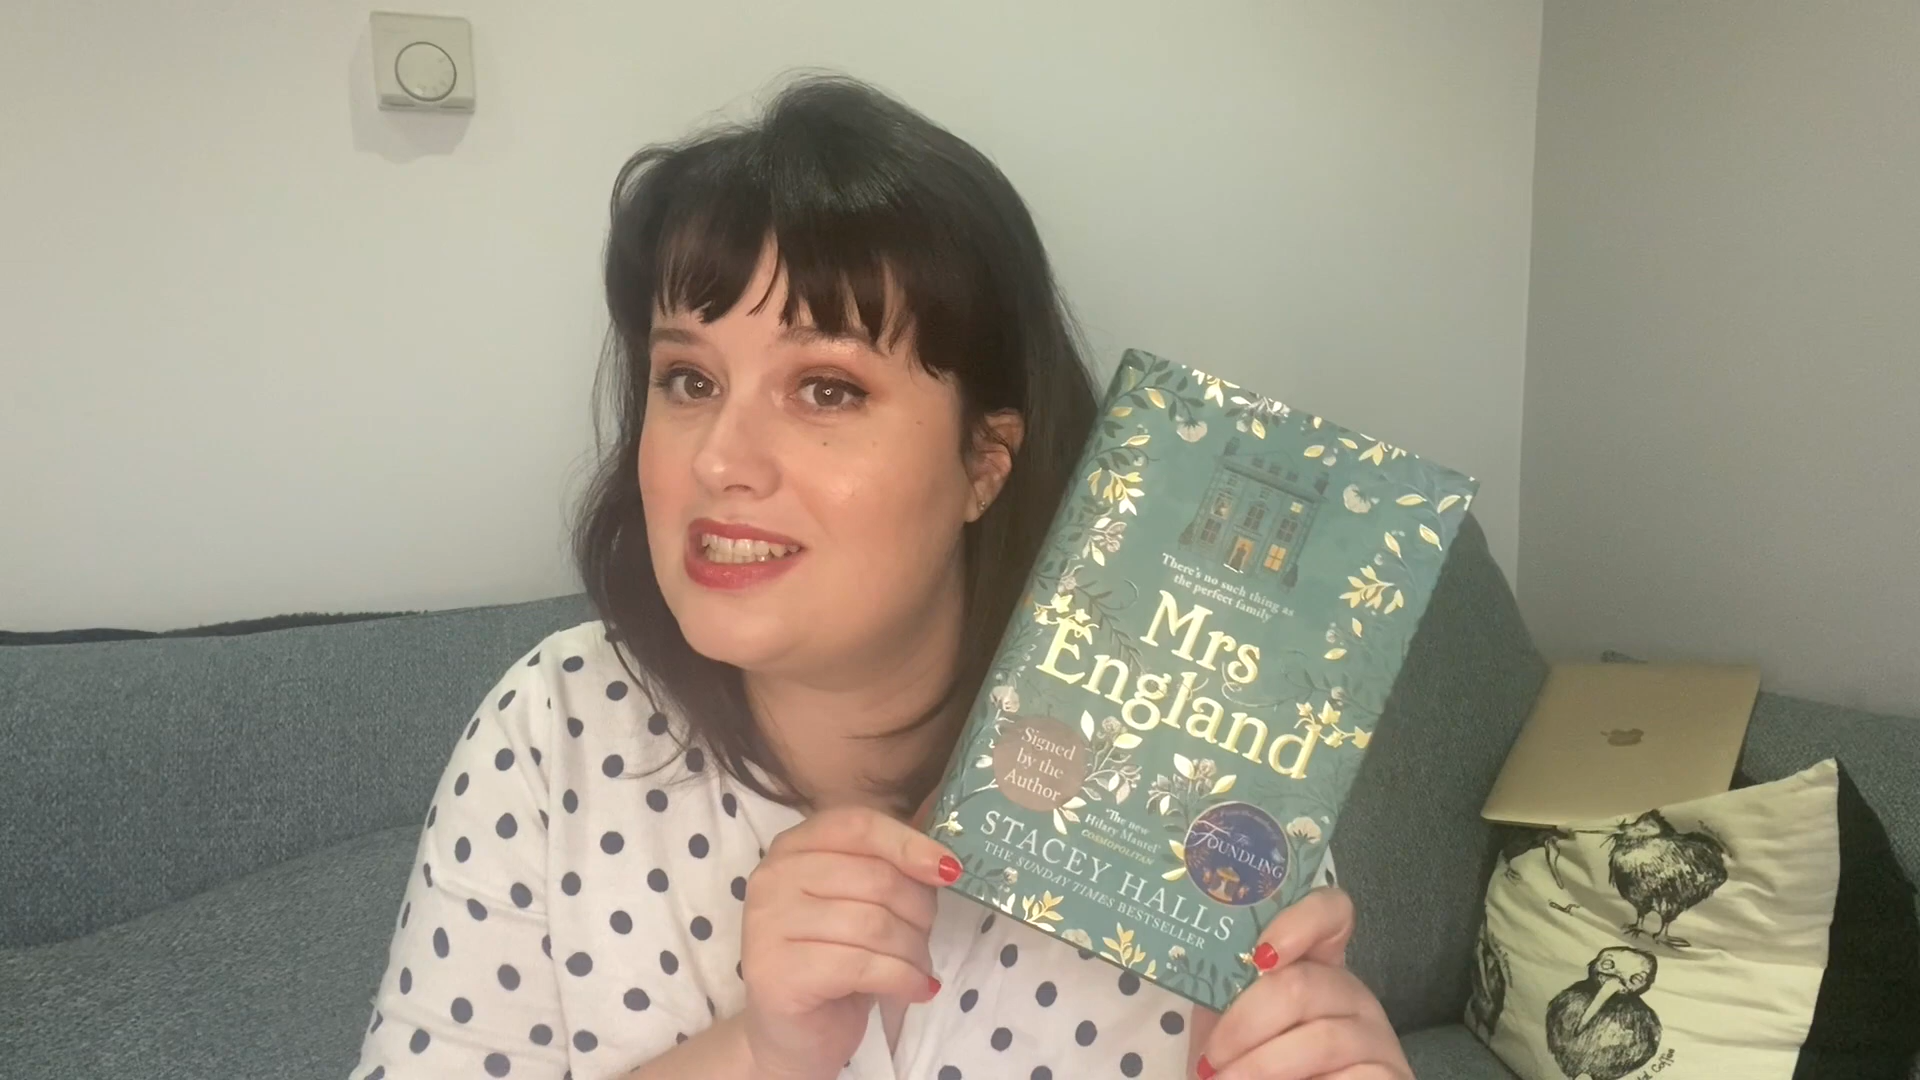 There's no such thing as
the perfect family
Mrs
England
Signed
by the
Author
'The new
Hilary Mantel'
COSMOPOLITAN
FOUNDLING
STACEY HALLS
THE SUNDAY TIMES BESTSELLER